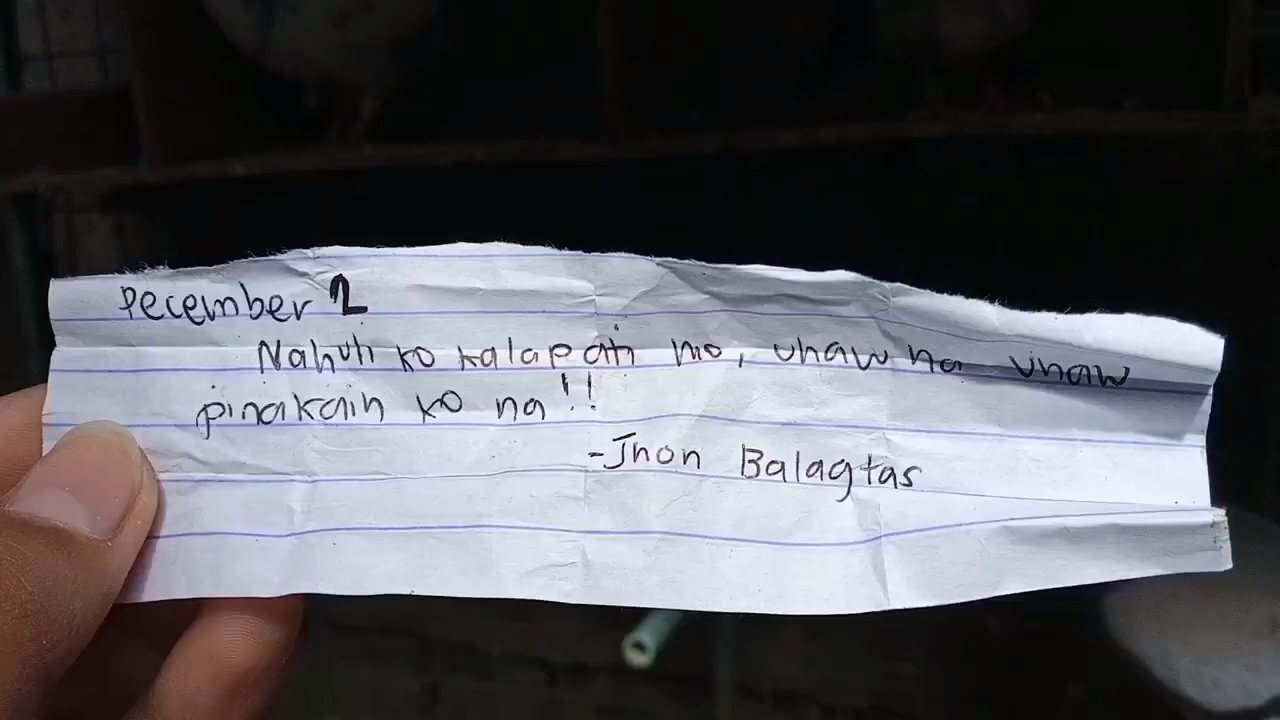 December 2
Nahuli ko kalapati mo, uhaw na uhaw
pinakain ko na!!
-Jhon Balagtas